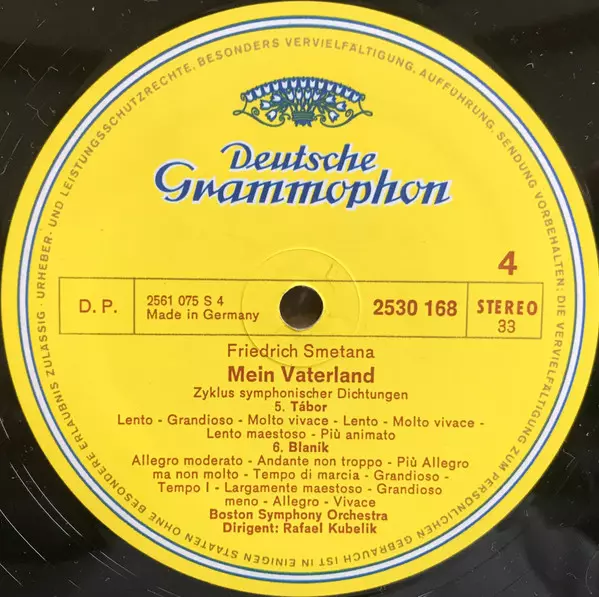 URHEBER- UND LEISTUNGSSCHUTZRECHTE, BESONDERS VERVIELFÄLTIGUNG, AUFFÜHRUNG, SENDUNG VORBEHALTEN; DIE VERVIELFÄLTIGUNG ZUM PERSÖNLICHEN GEBRAUCH IST IN EINIGEN STAATEN OHNE BESONDERE ERLAUBNIS ZULÄSSIG ·
Deutsche
Grammophon
4
D. P.
2561 075 S 4
Made in Germany
2530 168
STEREO
33
Friedrich Smetana
Mein Vaterland
Zyklus symphonischer Dichtungen
5. Tábor
Lento - Grandioso - Molto vivace - Lento - Molto vivace -
Lento maestoso - Più animato
6. Blaník
Allegro moderato - Andante non troppo - Più Allegro
ma non molto - Tempo di marcia - Grandioso -
Tempo I - Largamente maestoso - Grandioso
meno - Allegro - Vivace
Boston Symphony Orchestra
Dirigent: Rafael Kubelik